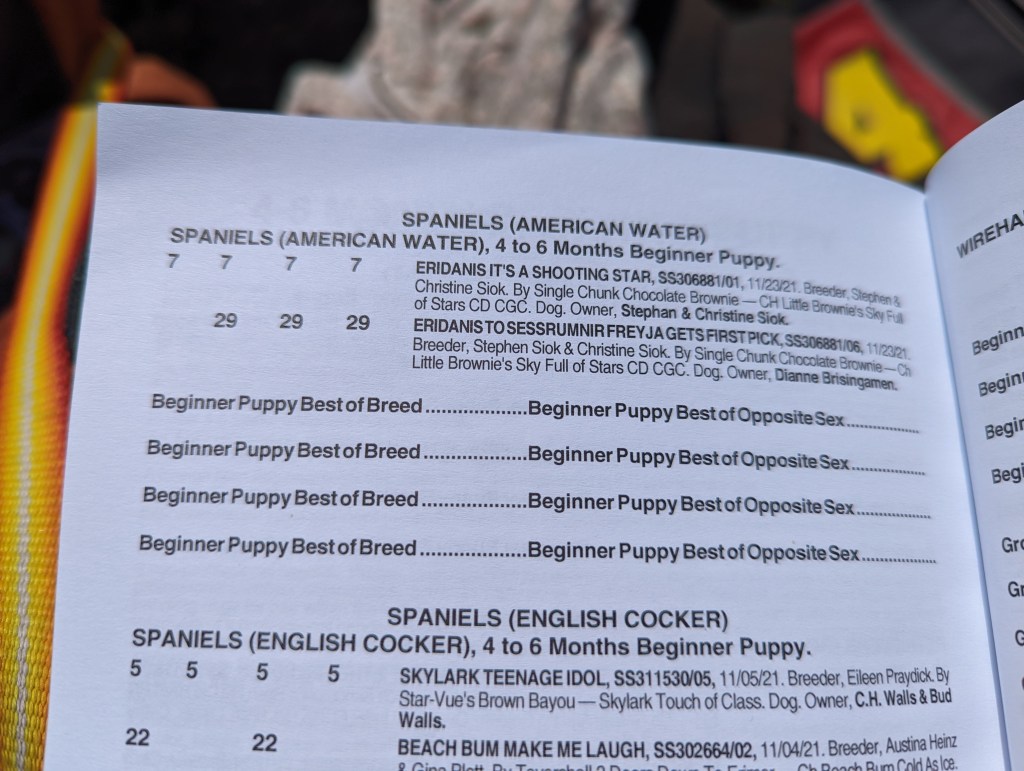 SPANIELS (AMERICAN WATER)
SPANIELS (AMERICAN WATER), 4 to 6 Months Beginner Puppy.
7 7 7 7 ERIDANIS IT'S A SHOOTING STAR, SS306881/01, 11/23/21. Breeder, Stephen &
Christine Siok. By Single Chunk Chocolate Brownie — CH Little Brownie's Sky Full
of Stars CD CGC. Dog. Owner, Stephan & Christine Siok.
29 29 29 ERIDANIS TO SESSRUMNIR FREYJA GETS FIRST PICK, SS306881/06, 11/23/21.
Breeder, Stephen Siok & Christine Siok. By Single Chunk Chocolate Brownie — Ch
Little Brownie's Sky Full of Stars CD CGC. Dog. Owner, Dianne Brisingamen.
Beginner Puppy Best of Breed ....................Beginner Puppy Best of Opposite Sex...............
Beginner Puppy Best of Breed ....................Beginner Puppy Best of Opposite Sex...............
Beginner Puppy Best of Breed ....................Beginner Puppy Best of Opposite Sex...............
Beginner Puppy Best of Breed ....................Beginner Puppy Best of Opposite Sex...............
SPANIELS (ENGLISH COCKER)
SPANIELS (ENGLISH COCKER), 4 to 6 Months Beginner Puppy.
5 5 5 5 SKYLARK TEENAGE IDOL, SS311530/05, 11/05/21. Breeder, Eileen Praydick. By
Star-Vue's Brown Bayou — Skylark Touch of Class. Dog. Owner, C.H. Walls & Bud
Walls.
22 22 BEACH BUM MAKE ME LAUGH, SS302664/02, 11/04/21. Breeder, Austina Heinz
WIREHA
Beginn
Beginn
Begin
Begi
Gro
Gr
G